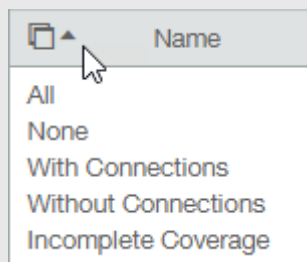 Name
All
None
With Connections
Without Connections
Incomplete Coverage